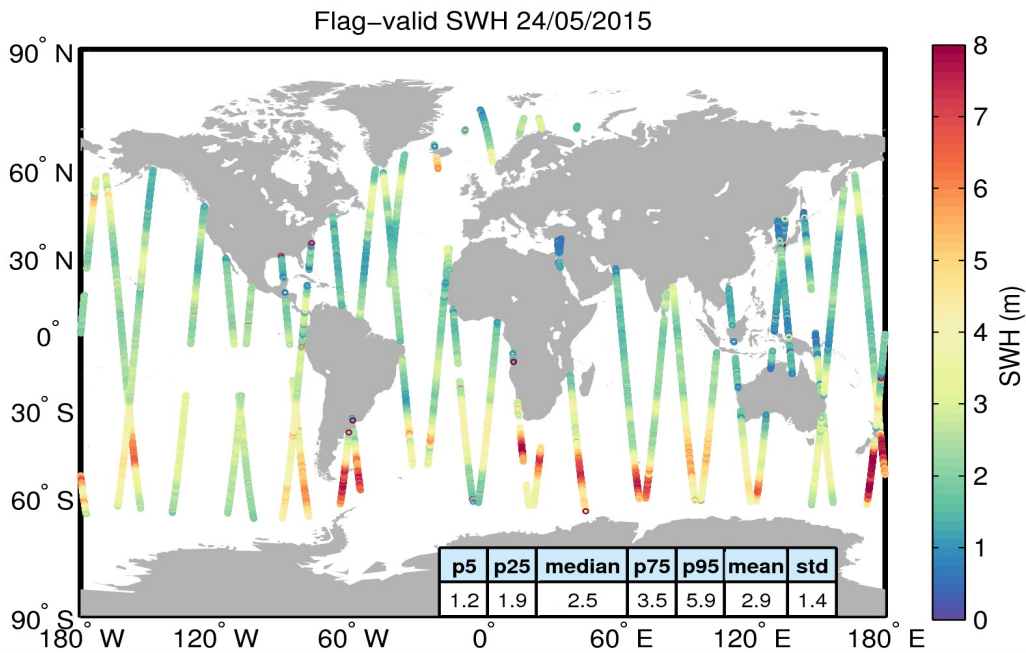 Flag−valid SWH 24/05/2015
90° N
60° N
30° N
0°
30° S
60° S
90° S
180° W
120° W
60° W
0°
60° E
120° E
180° E
8
7
6
5
4
3
2
1
0
SWH (m)
p5 p25 median p75 p95 mean std
1.2 1.9 2.5 3.5 5.9 2.9 1.4